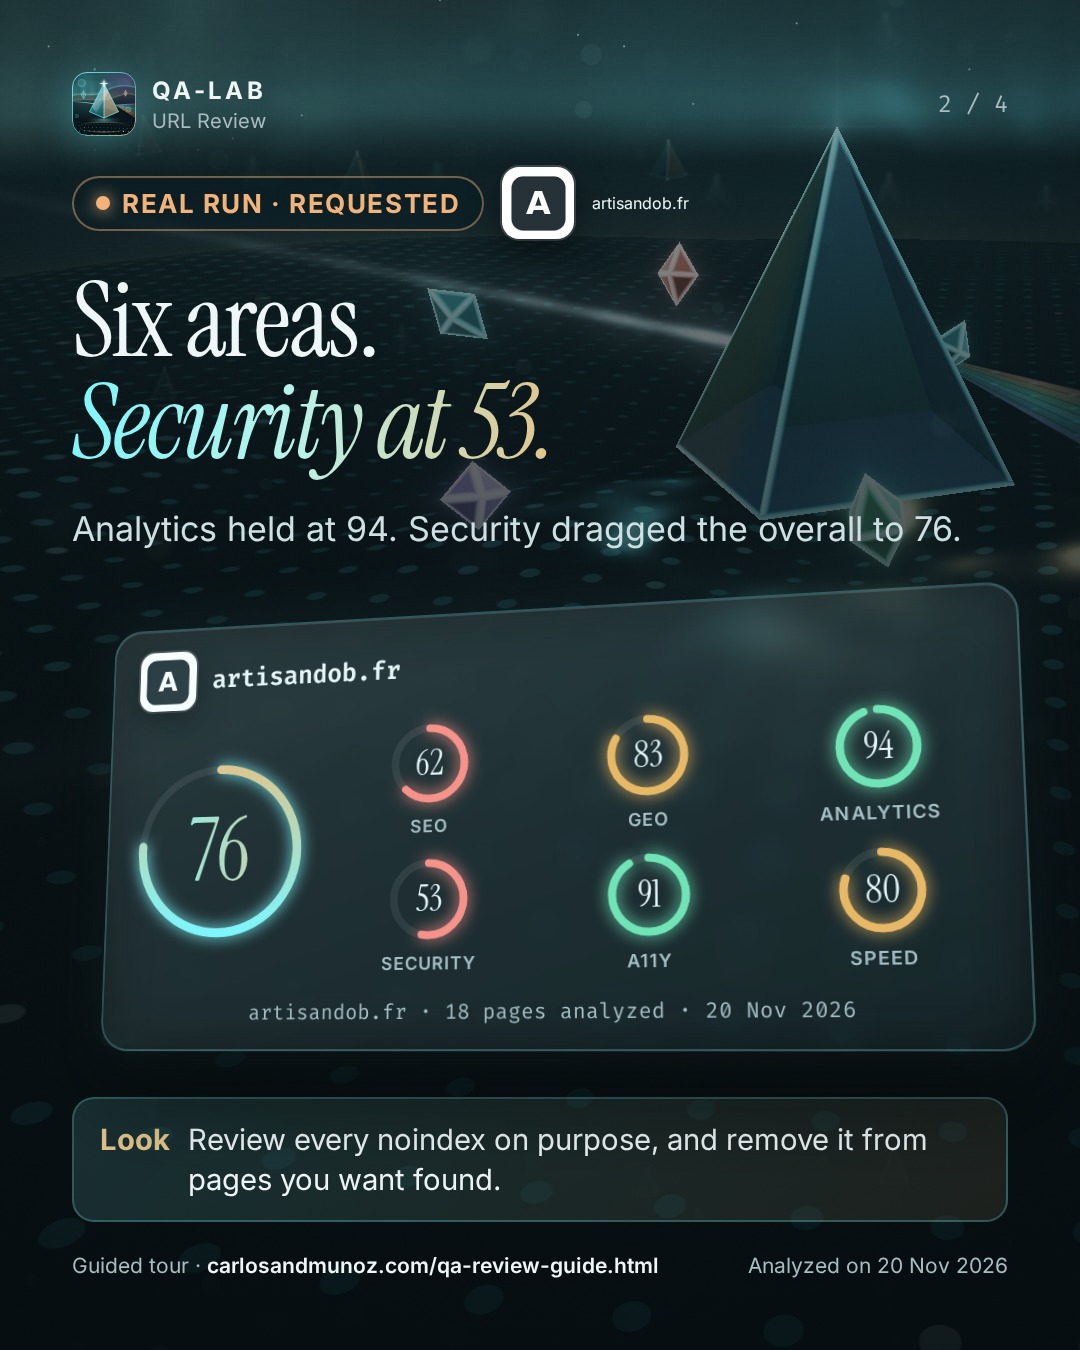 QA-LAB
URL Review
2 / 4
REAL RUN · REQUESTED
A
artisandob.fr
Six areas.
Security at 53.
Analytics held at 94. Security dragged the overall to 76.
A
artisandob.fr
76
62
SEO
83
GEO
94
ANALYTICS
53
SECURITY
91
A11Y
80
SPEED
artisandob.fr · 18 pages analyzed · 20 Nov 2026
Look Review every noindex on purpose, and remove it from
pages you want found.
Guided tour · carlosandmunoz.com/qa-review-guide.html
Analyzed on 20 Nov 2026